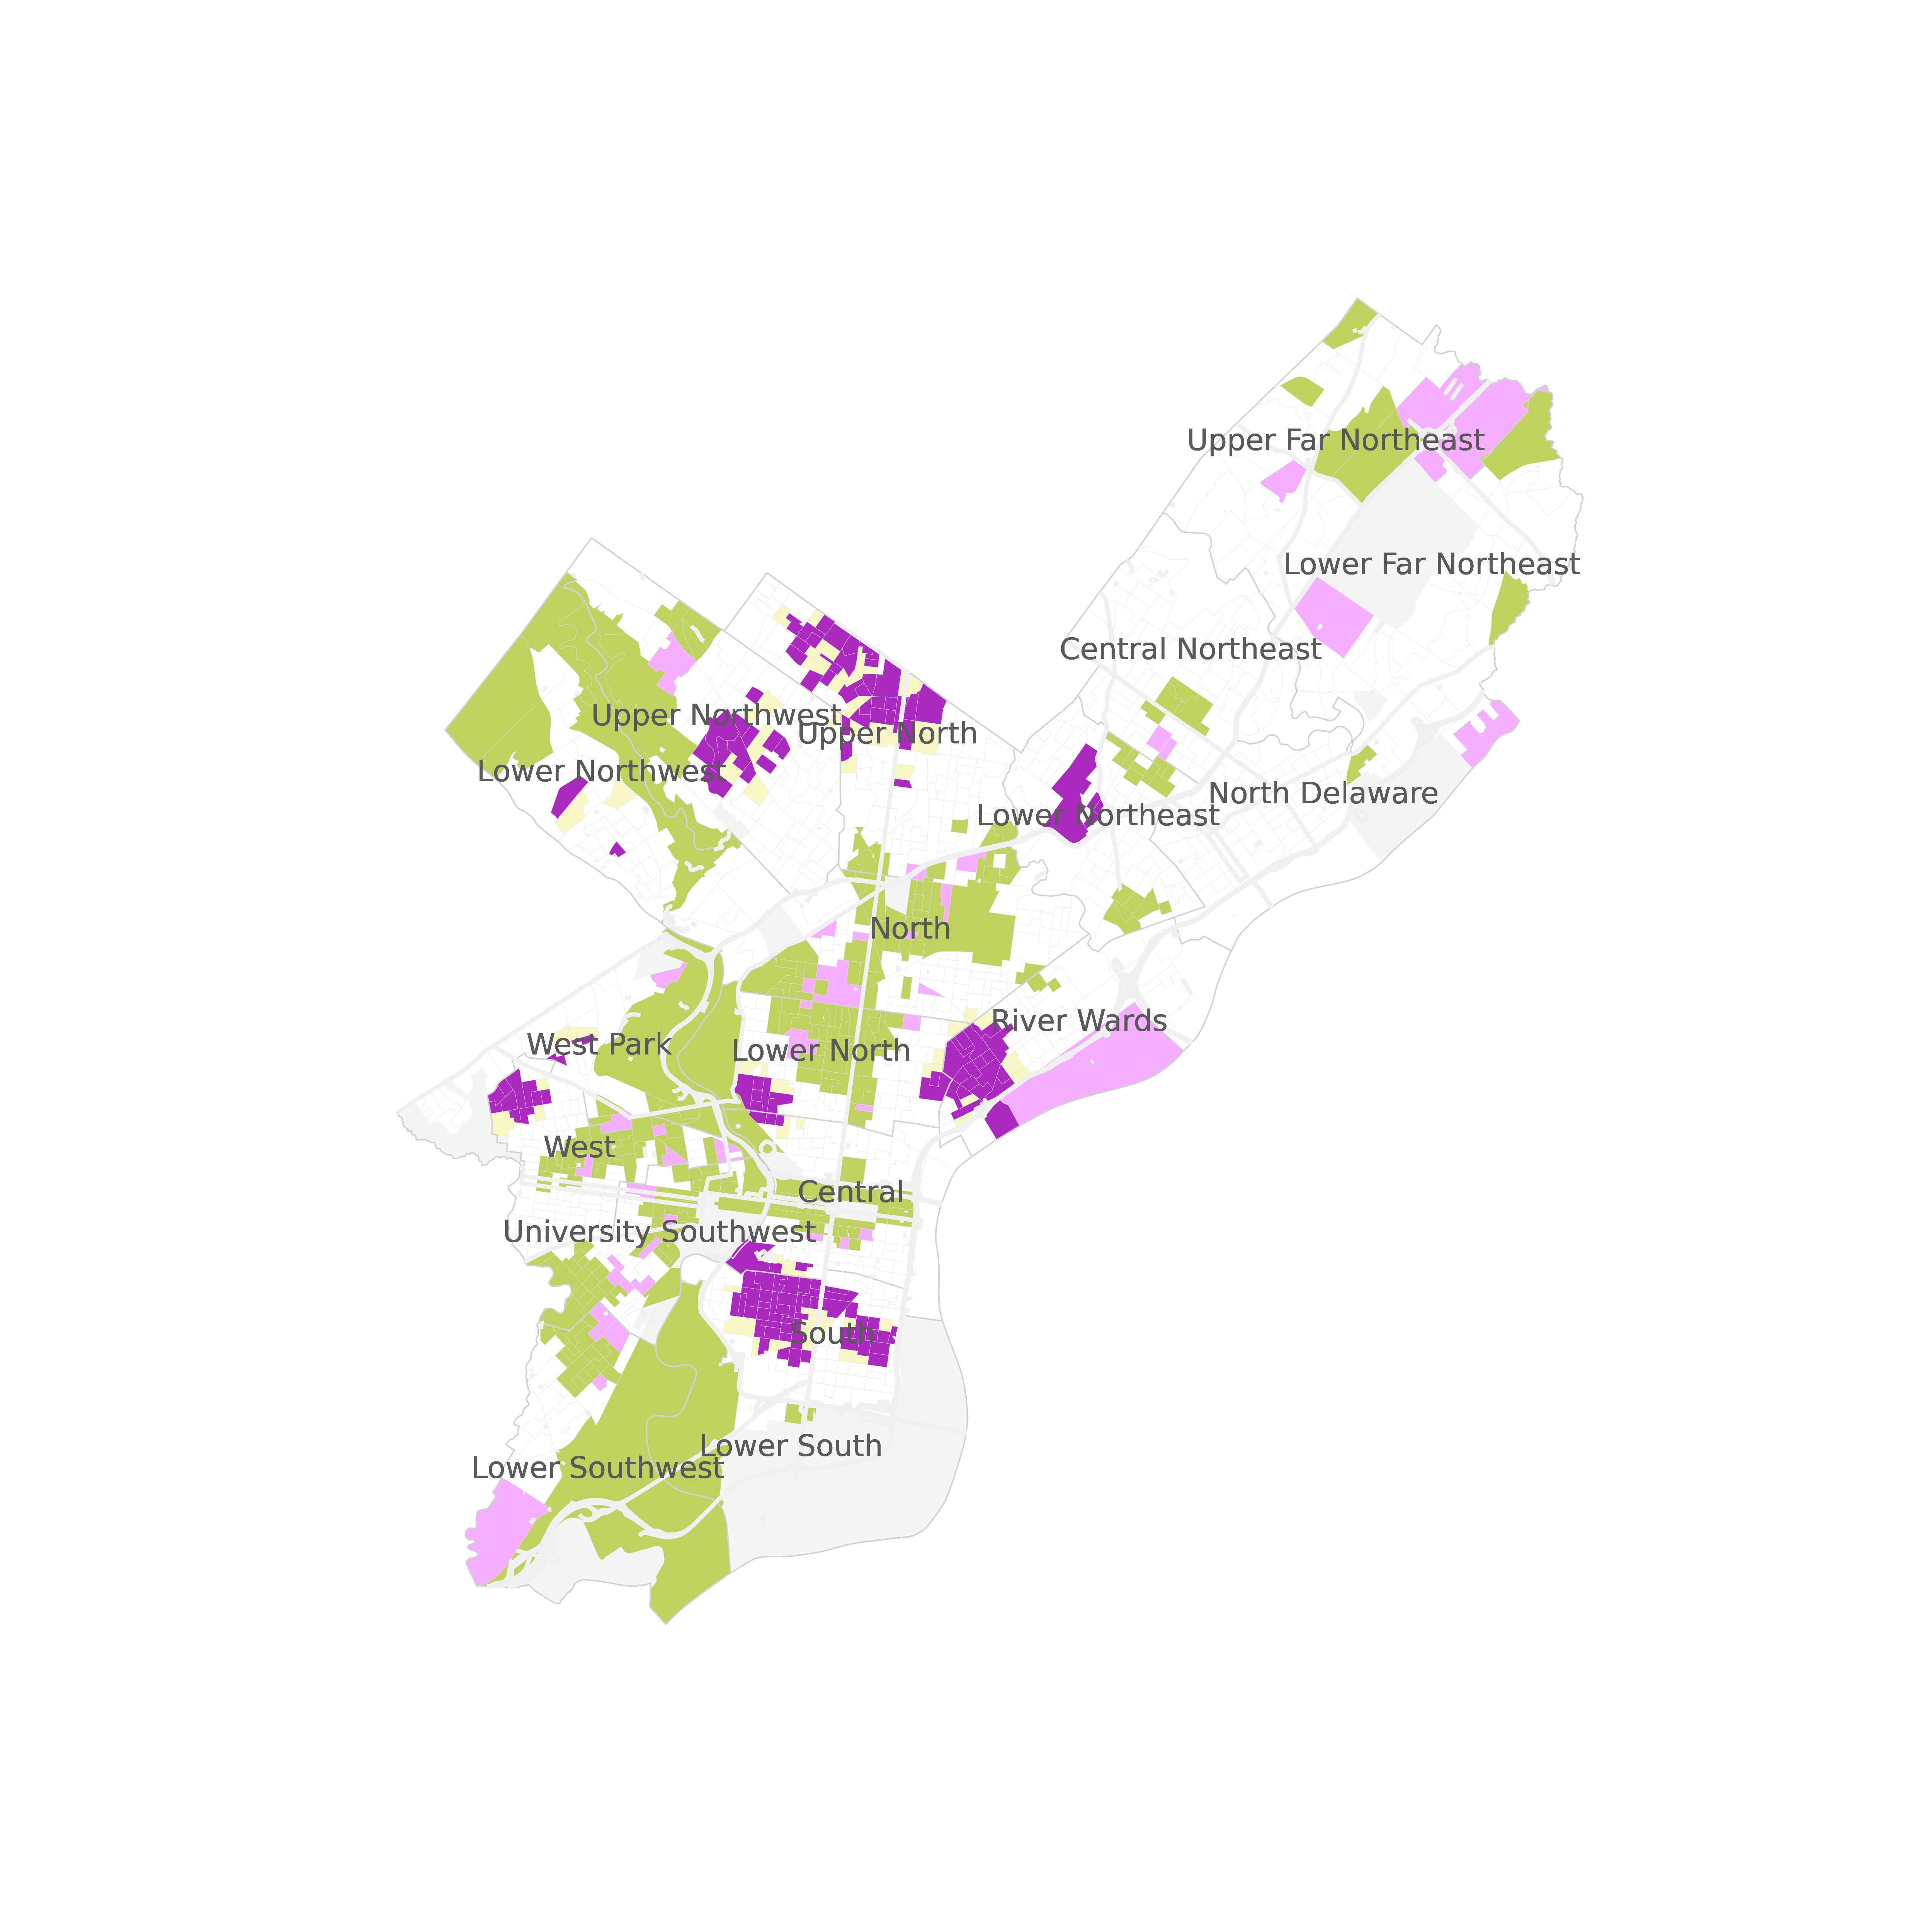 Upper Far Northeast
Lower Far Northeast
Central Northeast
Upper Northwest
Upper North
Lower Northwest
North Delaware
Lower Northeast
North
River Wards
West Park
Lower North
West
Central
University Southwest
South
Lower South
Lower Southwest